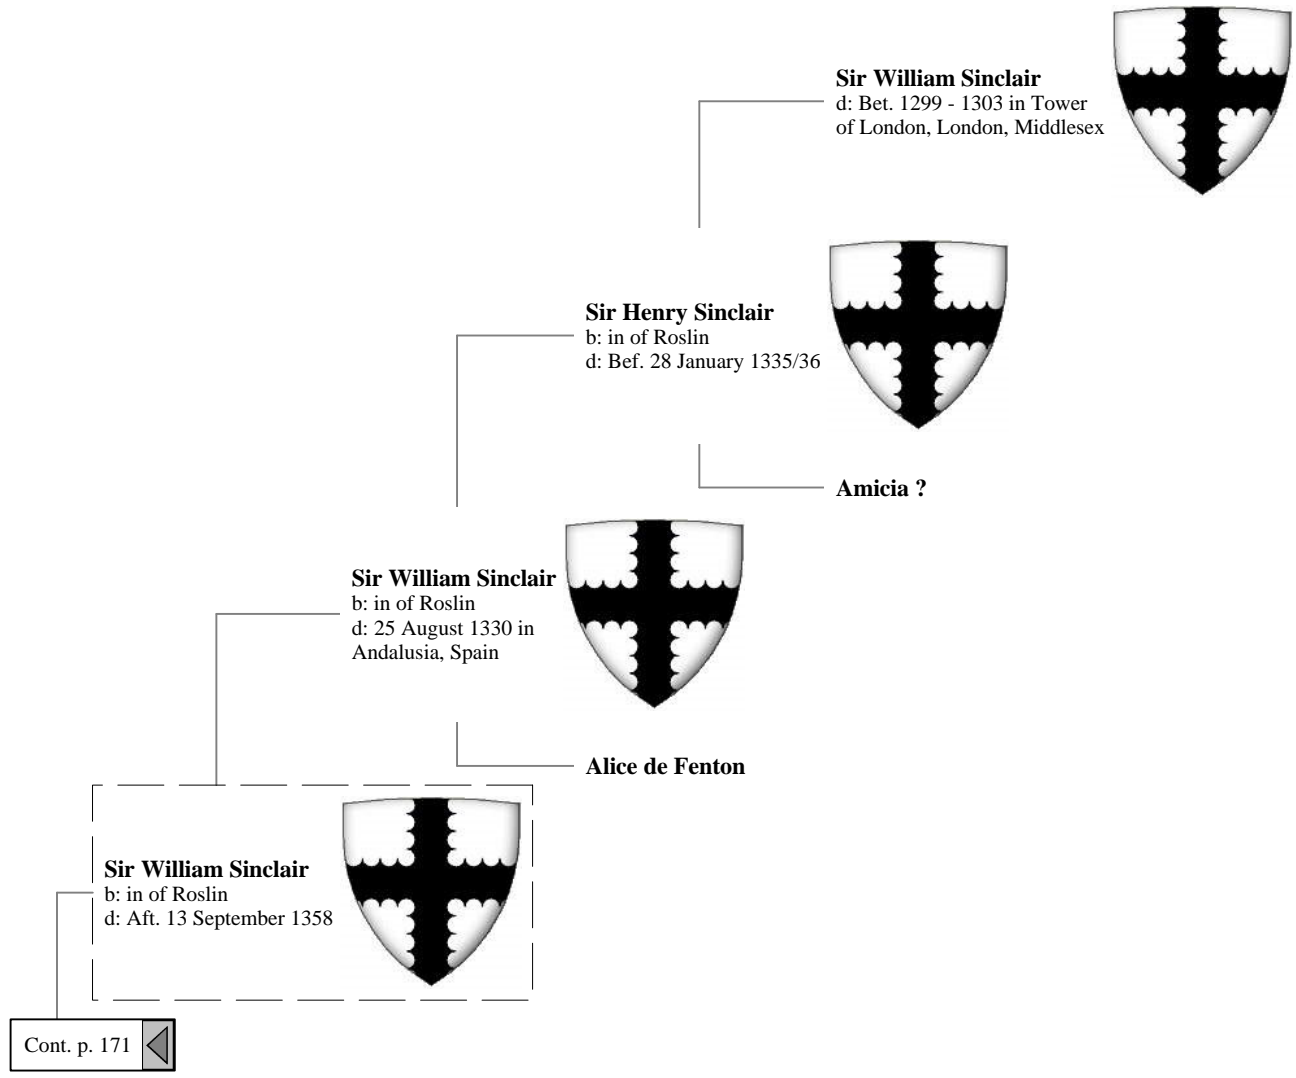 Sir William Sinclair
d: Bet. 1299 - 1303 in Tower
of London, London, Middlesex
Sir Henry Sinclair
b: in of Roslin
d: Bef. 28 January 1335/36
Amicia ?
Sir William Sinclair
b: in of Roslin
d: 25 August 1330 in
Andalusia, Spain
Alice de Fenton
Sir William Sinclair
b: in of Roslin
d: Aft. 13 September 1358
Cont. p. 171